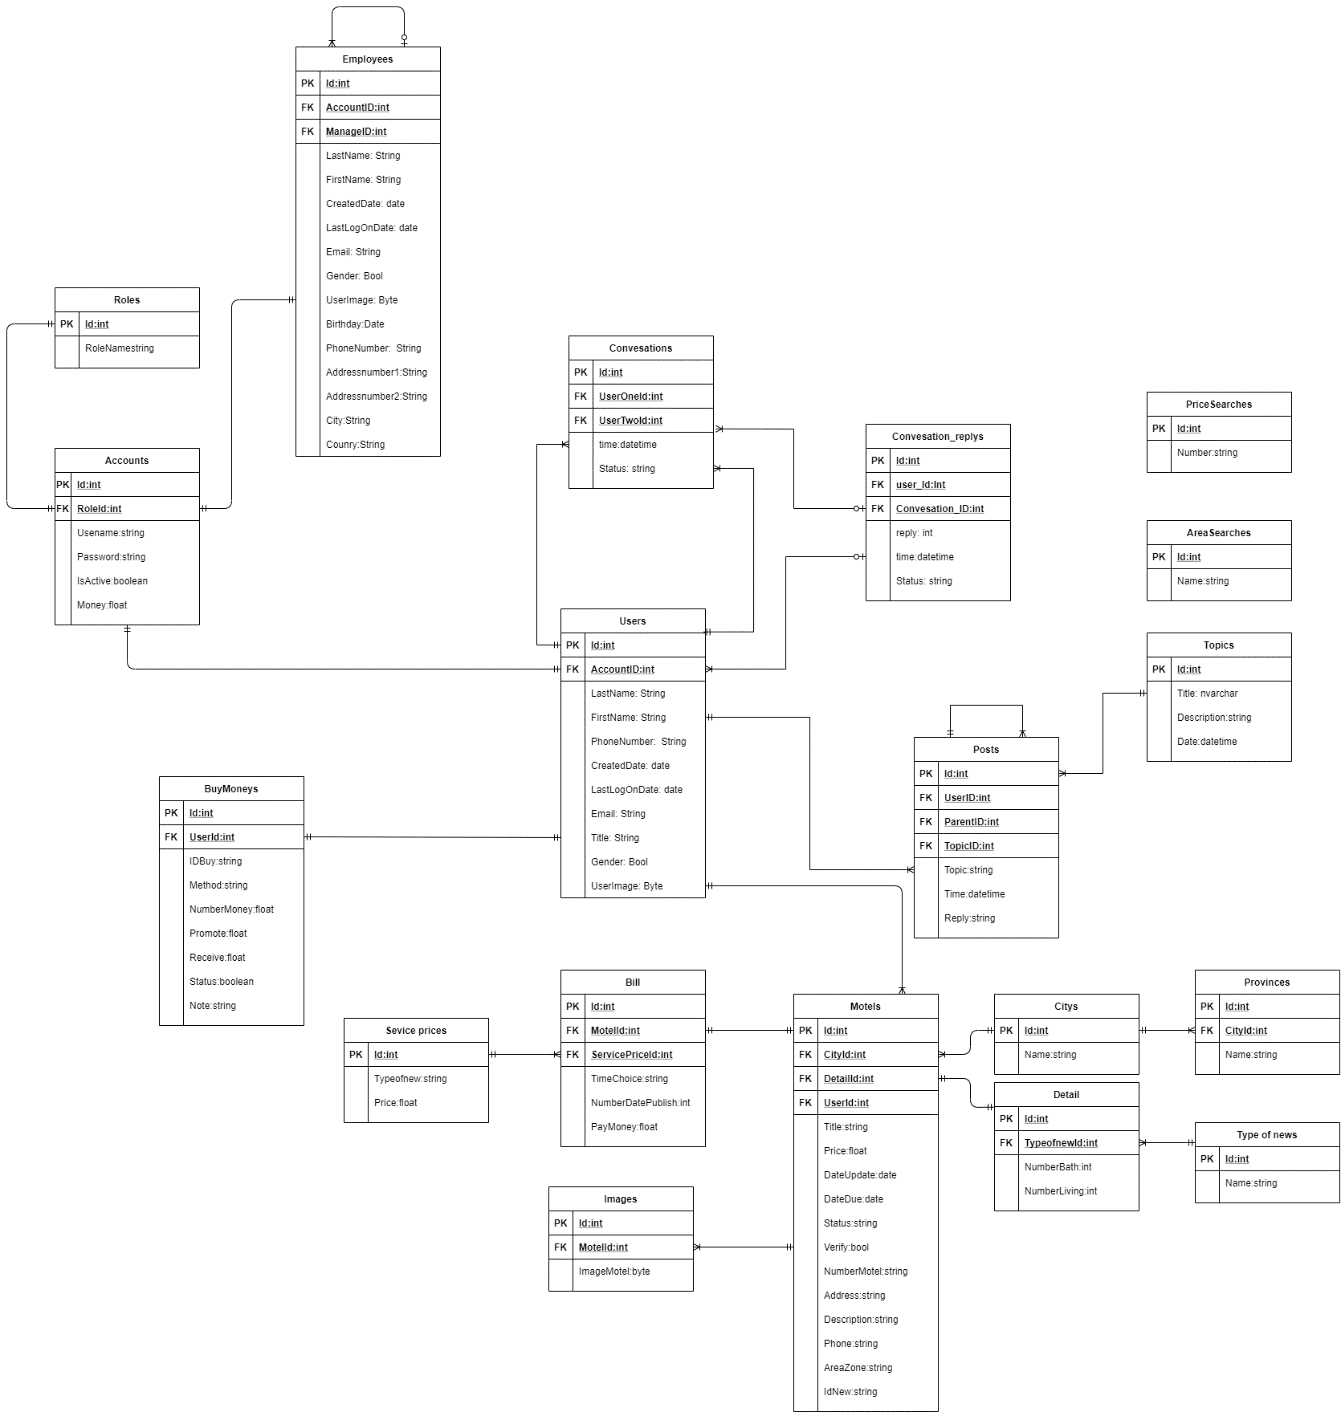 Employees
PK Id:int
FK AccountID:int
FK ManageID:int
LastName: String
FirstName: String
CreatedDate: date
LastLogOnDate: date
Email: String
Gender: Bool
UserImage: Byte
Birthday:Date
PhoneNumber: String
Addressnumber1:String
Addressnumber2:String
City:String
Counry:String
Roles
PK Id:int
RoleNamestring
Accounts
PK Id:int
FK RoleId:int
Usename:string
Password:string
IsActive:boolean
Money:float
Convesations
PK Id:int
FK UserOneId:int
FK UserTwoId:int
time:datetime
Status: string
Convesation_replys
PK Id:int
FK user_Id:int
FK Convesation_ID:int
reply: int
time:datetime
Status: string
PriceSearches
PK Id:int
Number:string
AreaSearches
PK Id:int
Name:string
Topics
PK Id:int
Title: nvarchar
Description:string
Date:datetime
Users
PK Id:int
FK AccountID:int
LastName: String
FirstName: String
PhoneNumber: String
CreatedDate: date
LastLogOnDate: date
Email: String
Title: String
Gender: Bool
UserImage: Byte
Posts
PK Id:int
FK UserID:int
FK ParentID:int
FK TopicID:int
Topic:string
Time:datetime
Reply:string
BuyMoneys
PK Id:int
FK UserId:int
IDBuy:string
Method:string
NumberMoney:float
Promote:float
Receive:float
Status:boolean
Note:string
Sevice prices
PK Id:int
Typeofnew:string
Price:float
Bill
PK Id:int
FK MotelId:int
FK ServicePriceId:int
TimeChoice:string
NumberDatePublish:int
PayMoney:float
Motels
PK Id:int
FK CityId:int
FK DetailId:int
FK UserId:int
Title:string
Price:float
DateUpdate:date
DateDue:date
Status:string
Verify:bool
NumberMotel:string
Address:string
Description:string
Phone:string
AreaZone:string
IdNew:string
Citys
PK Id:int
Name:string
Provinces
PK Id:int
FK CityId:int
Name:string
Detail
PK Id:int
FK TypeofnewId:int
NumberBath:int
NumberLiving:int
Type of news
PK Id:int
Name:string
Images
PK Id:int
FK MotelId:int
ImageMotel:byte